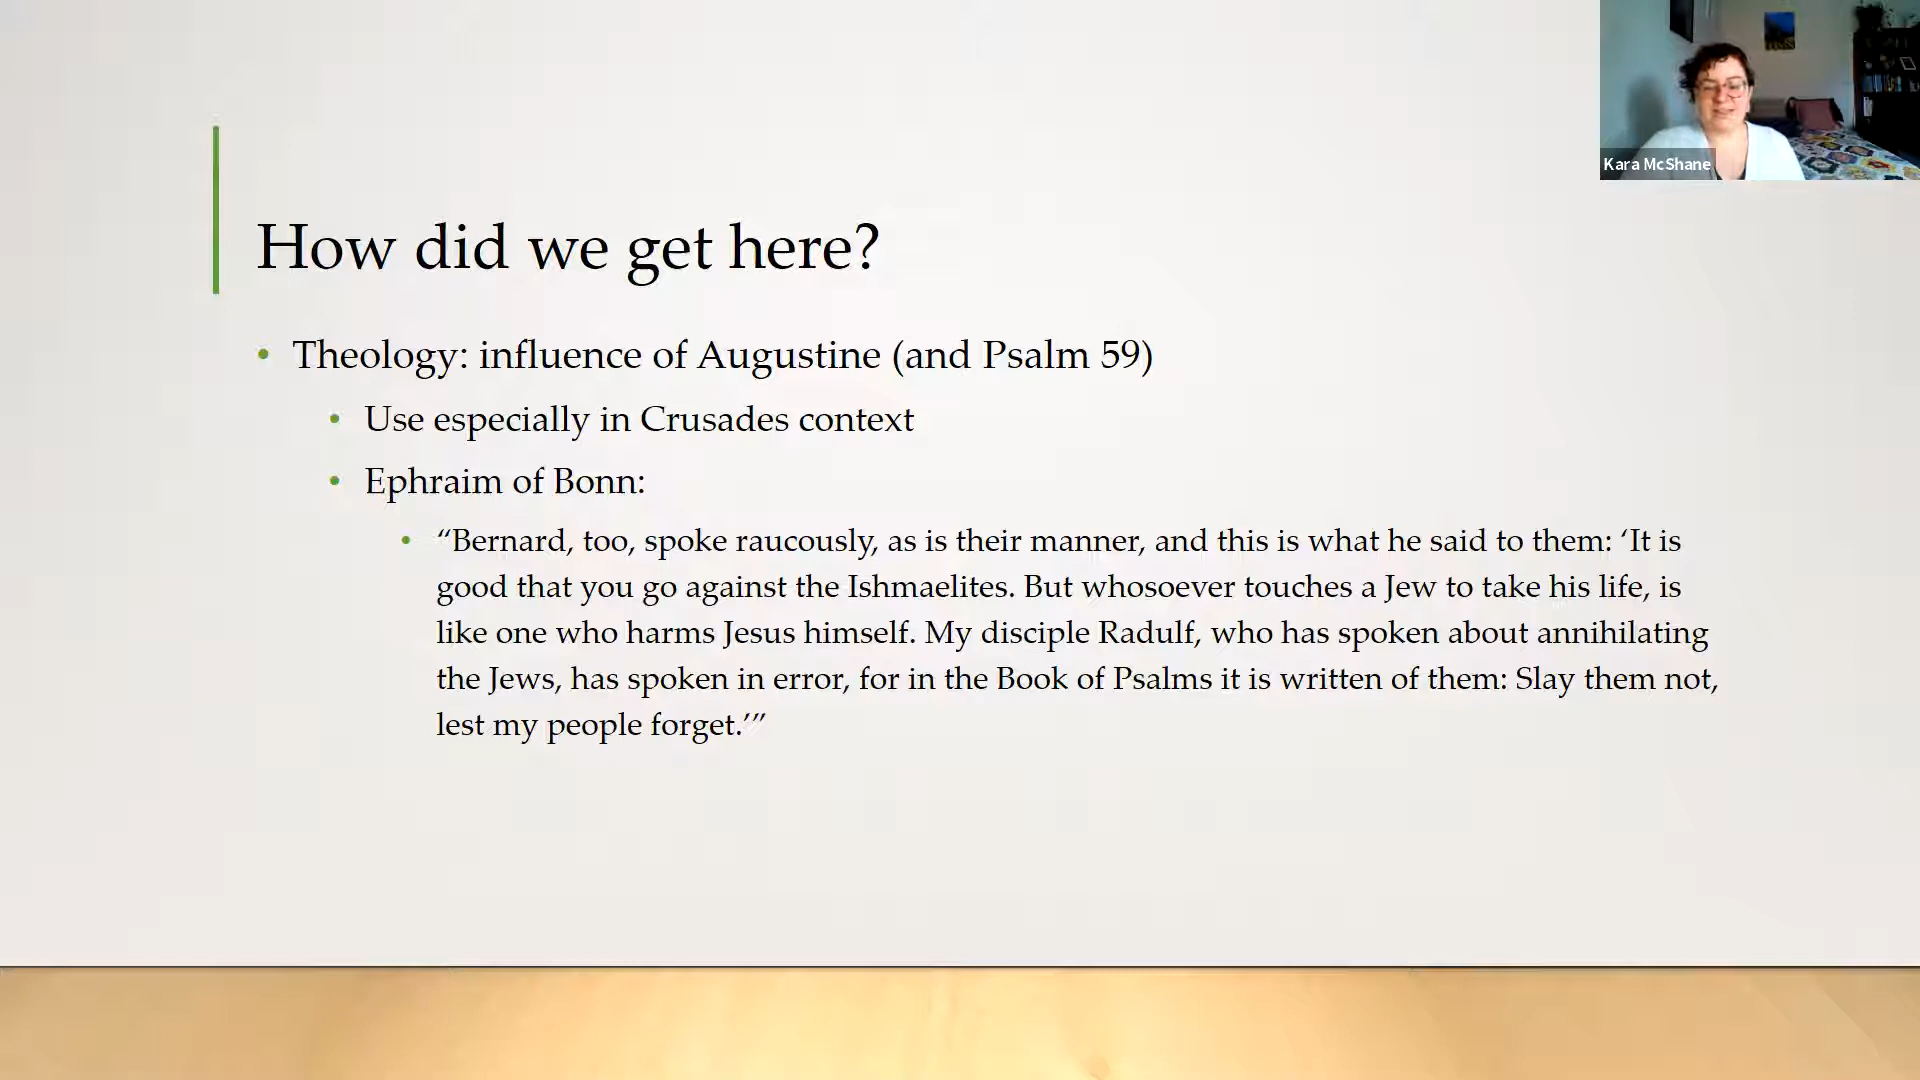 Kara McShane
How did we get here?
• Theology: influence of Augustine (and Psalm 59)
• Use especially in Crusades context
• Ephraim of Bonn:
• “Bernard, too, spoke raucously, as is their manner, and this is what he said to them: ‘It is
good that you go against the Ishmaelites. But whosoever touches a Jew to take his life, is
like one who harms Jesus himself. My disciple Radulf, who has spoken about annihilating
the Jews, has spoken in error, for in the Book of Psalms it is written of them: Slay them not,
lest my people forget.’”